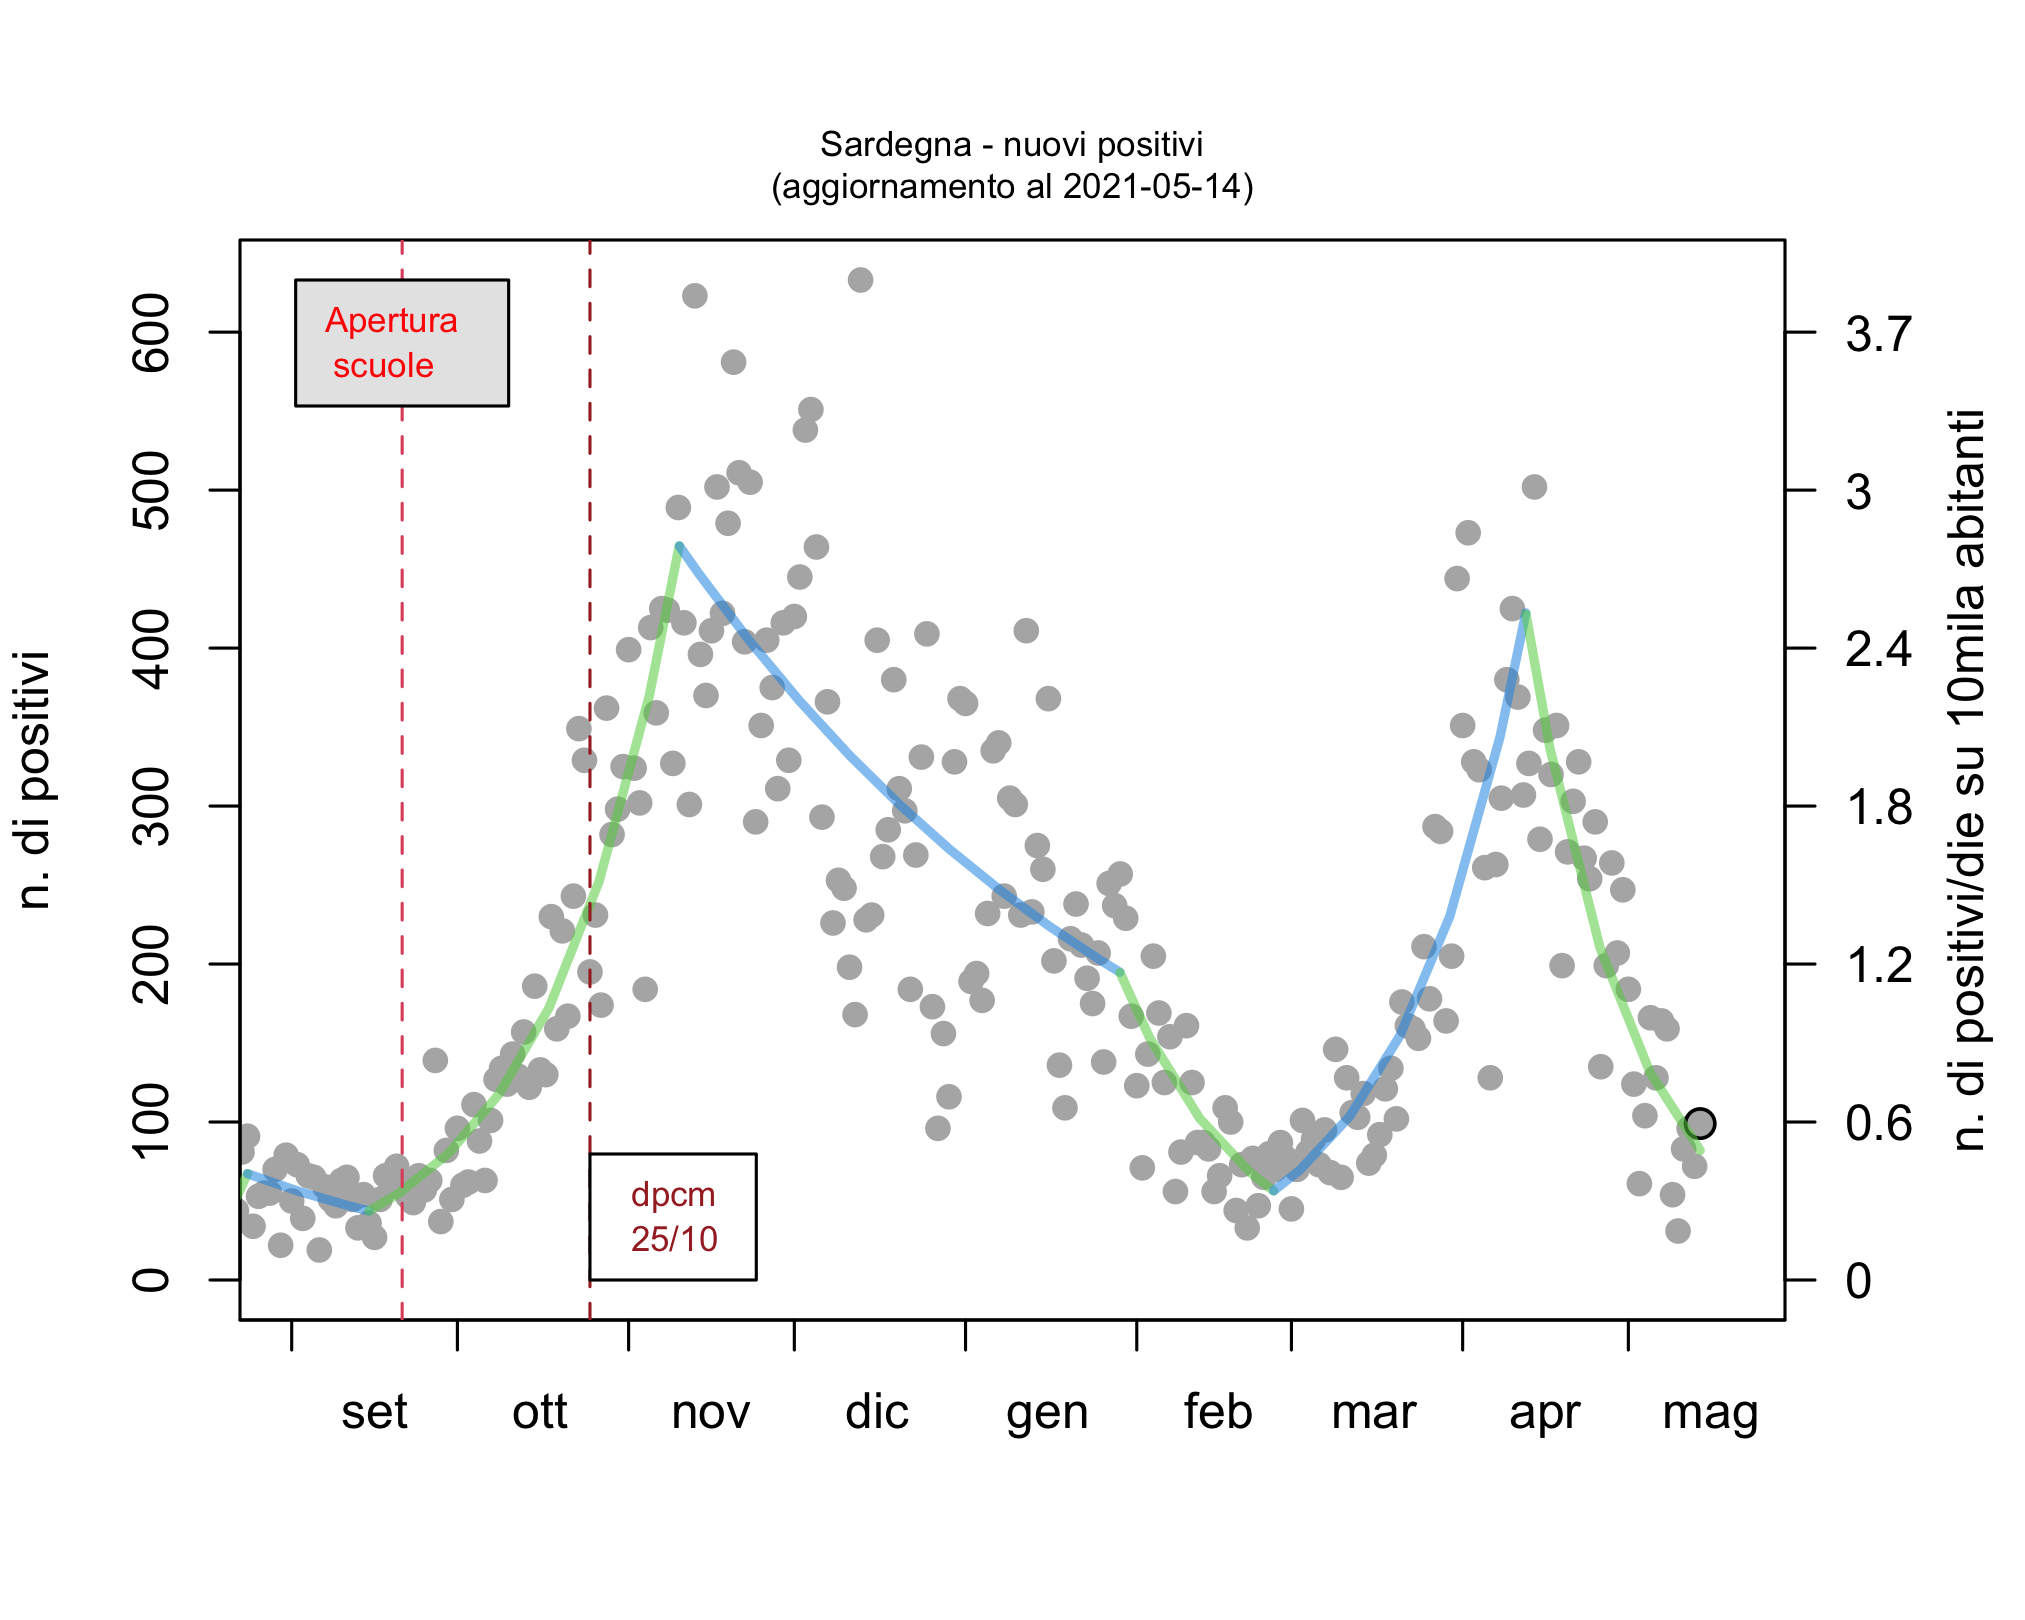 Sardegna - nuovi positivi
(aggiornamento al 2021-05-14)
Apertura
scuole
dpcm
25/10
n. di positivi
600
500
400
300
200
100
0
3.7
3
2.4
1.8
1.2
0.6
0
n. di positivi/die su 10mila abitanti
set ott nov dic gen feb mar apr mag